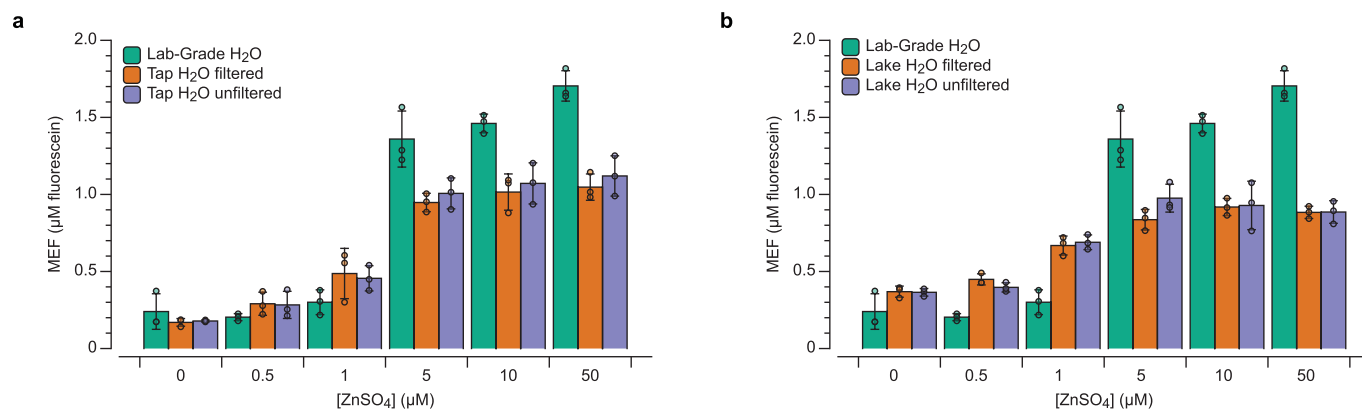 a
2.0
1.5
1.0
0.5
0
MEF (µM fluorescein)
Lab-Grade H2O
Tap H2O filtered
Tap H2O unfiltered
0 0.5 1 5 10 50
[ZnSO4] (µM)
b
2.0
1.5
1.0
0.5
0
MEF (µM fluorescein)
Lab-Grade H2O
Lake H2O filtered
Lake H2O unfiltered
0 0.5 1 5 10 50
[ZnSO4] (µM)